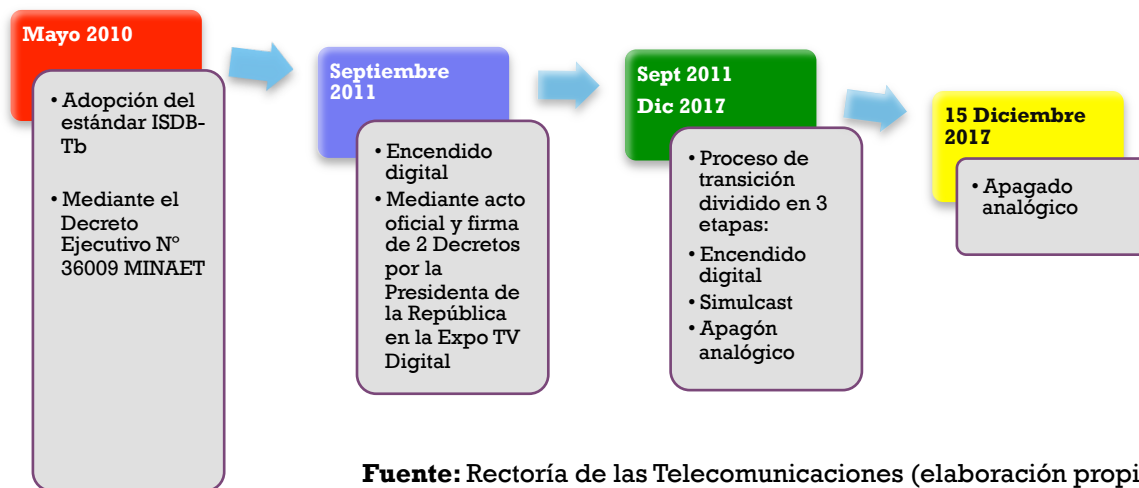 Mayo 2010
• Adopción del
estándar ISDB-
Tb
• Mediante el
Decreto
Ejecutivo Nº
36009 MINAET
Septiembre
2011
• Encendido
digital
• Mediante acto
oficial y firma
de 2 Decretos
por la
Presidenta de
la República
en la Expo TV
Digital
Sept 2011
Dic 2017
• Proceso de
transición
dividido en 3
etapas:
• Encendido
digital
• Simulcast
• Apagón
analógico
15 Diciembre
2017
• Apagado
analógico
Fuente: Rectoría de las Telecomunicaciones (elaboración propi